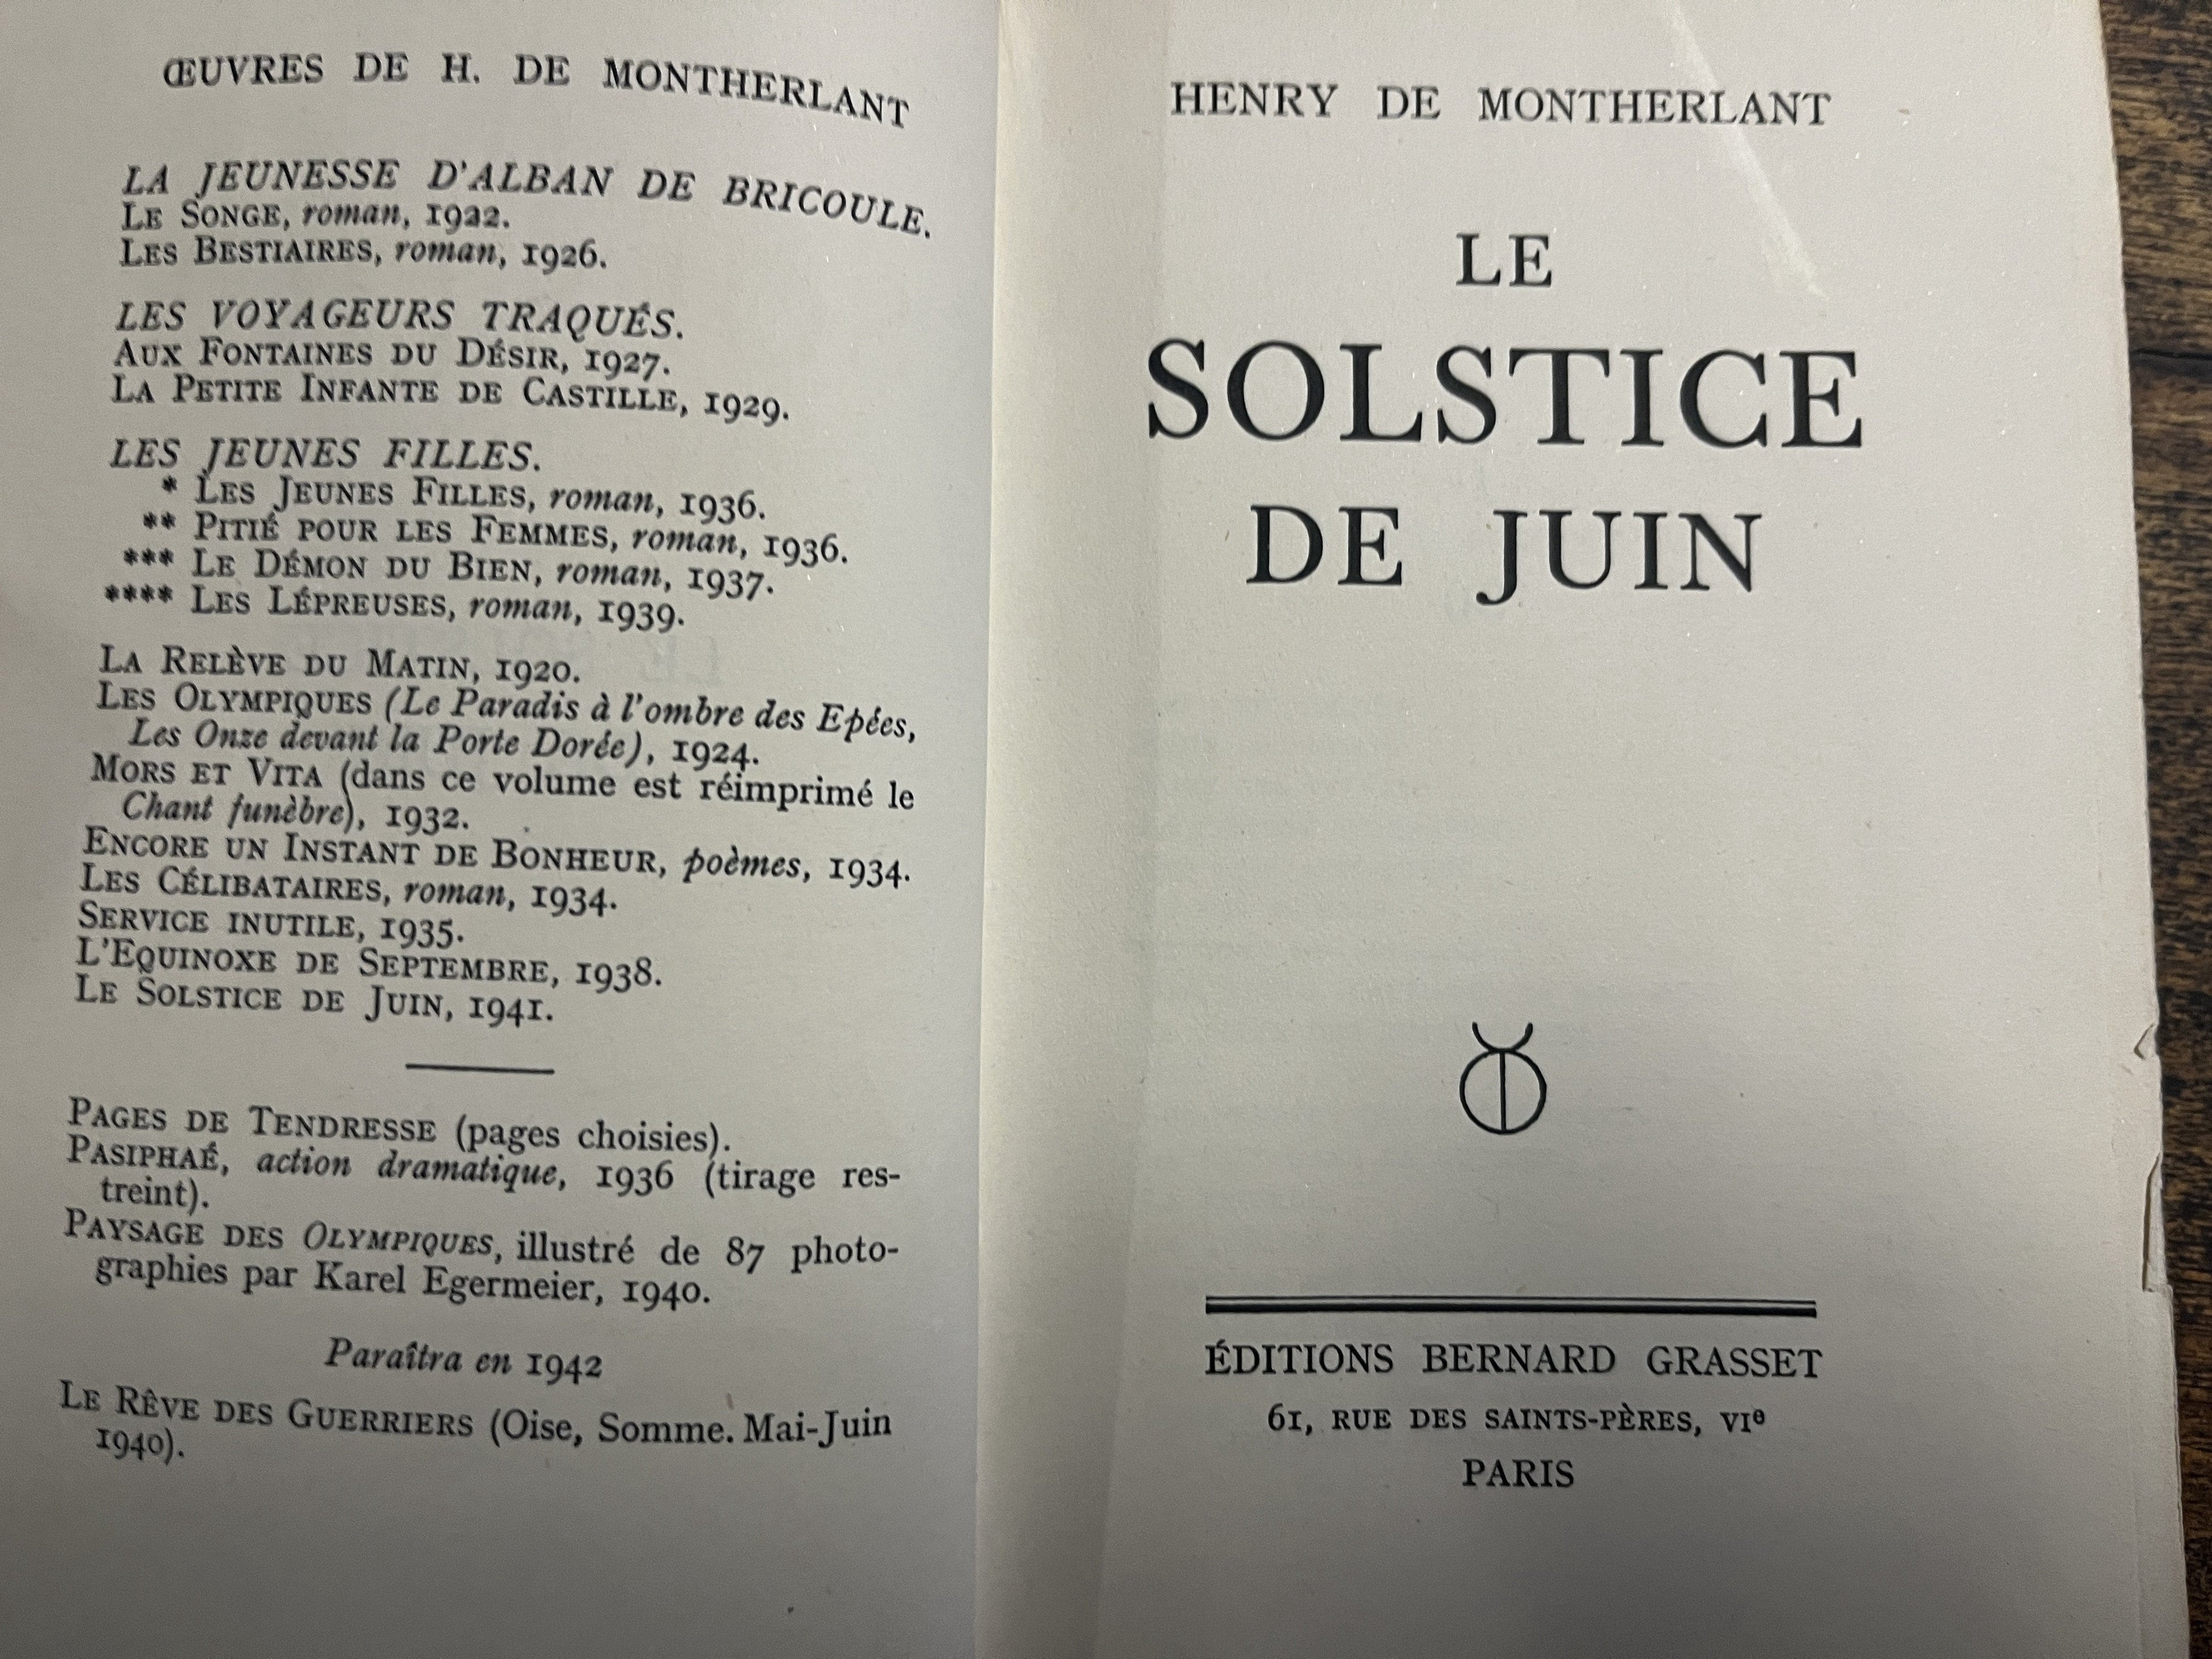 ŒUVRES DE H. DE MONTHERLANT
LA JEUNESSE D'ALBAN DE BRICOULE.
LE SONGE, roman, 1922.
LES BESTIAIRES, roman, 1926.
LES VOYAGEURS TRAQUÉS.
AUX FONTAINES DU DÉSIR, 1927.
LA PETITE INFANTE DE CASTILLE, 1929.
LES JEUNES FILLES.
* LES JEUNES FILLES, roman, 1936.
** PITIÉ POUR LES FEMMES, roman, 1936.
*** LE DÉMON DU BIEN, roman, 1937.
**** LES LÉPREUSES, roman, 1939.
LA RELÈVE DU MATIN, 1920.
LES OLYMPIQUES (Le Paradis à l'ombre des Epées,
Les Onze devant la Porte Dorée), 1924.
MORS ET VITA (dans ce volume est réimprimé le
Chant funèbre), 1932.
ENCORE UN INSTANT DE BONHEUR, poèmes, 1934.
LES CÉLIBATAIRES, roman, 1934.
SERVICE INUTILE, 1935.
L'EQUINOXE DE SEPTEMBRE, 1938.
LE SOLSTICE DE JUIN, 1941.
PAGES DE TENDRESSE (pages choisies).
PASIPHAÉ, action dramatique, 1936 (tirage res-
treint).
PAYSAGE DES OLYMPIQUES, illustré de 87 photo-
graphies par Karel Egermeier, 1940.
Paraîtra en 1942
LE RÊVE DES GUERRIERS (Oise, Somme. Mai-Juin
1940).
HENRY DE MONTHERLANT
LE
SOLSTICE
DE JUIN
ÉDITIONS BERNARD GRASSET
61, RUE DES SAINTS-PÈRES, VIe
PARIS